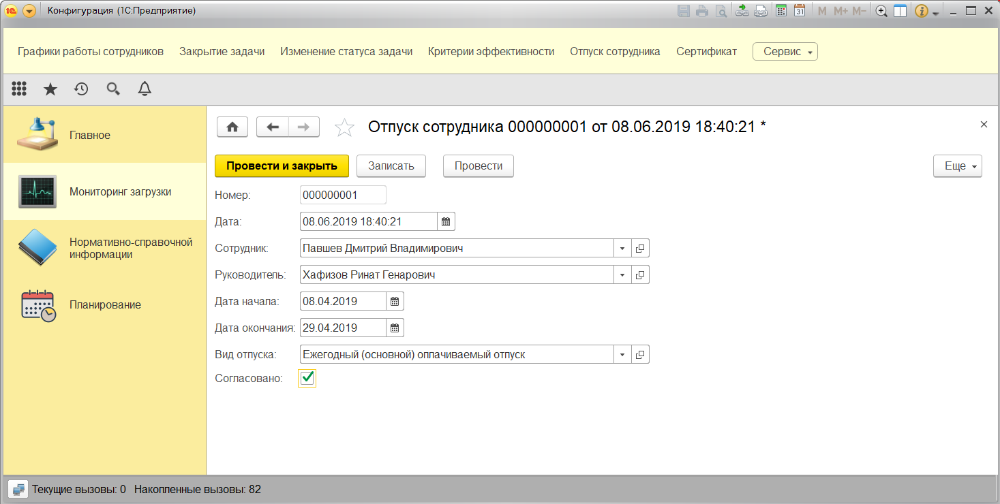 Конфигурация (1С:Предприятие)
M M+ M-
31
Графики работы сотрудников Закрытие задачи Изменение статуса задачи Критерии эффективности Отпуск сотрудника Сертификат Сервис
Главное
Мониторинг загрузки
Нормативно-справочной
информации
Планирование
Отпуск сотрудника 000000001 от 08.06.2019 18:40:21 *
Провести и закрыть Записать Провести Еще
Номер: 000000001
Дата: 08.06.2019 18:40:21
Сотрудник: Павшев Дмитрий Владимирович
Руководитель: Хафизов Ринат Генарович
Дата начала: 08.04.2019
Дата окончания: 29.04.2019
Вид отпуска: Ежегодный (основной) оплачиваемый отпуск
Согласовано:
Текущие вызовы: 0 Накопленные вызовы: 82